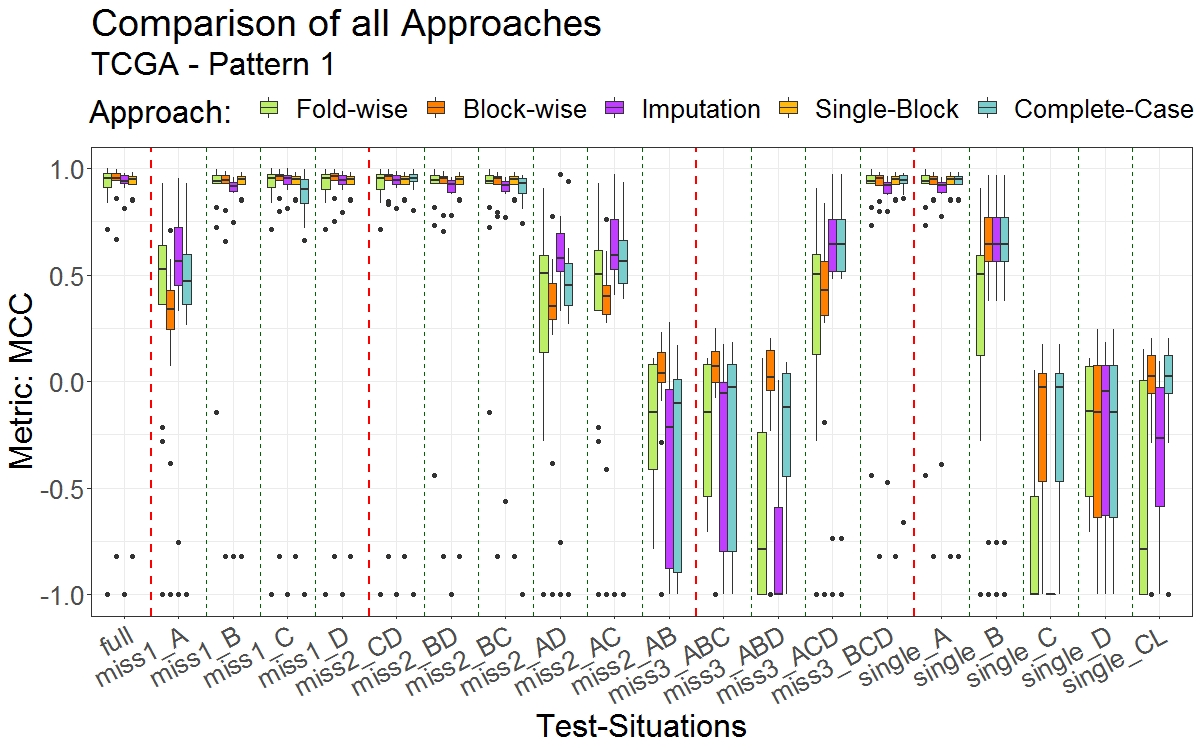 Comparison of all Approaches
TCGA - Pattern 1
Approach: Fold-wise Block-wise Imputation Single-Block Complete-Case
Metric: MCC
1.0
0.5
0.0
-0.5
-1.0
full miss1_A miss1_B miss1_C miss1_D miss2_CD miss2_BD miss2_BC miss2_AD miss2_AC miss2_AB miss3_ABC miss3_ABD miss3_ACD miss3_BCD single_A single_B single_C single_D single_CL
Test-Situations